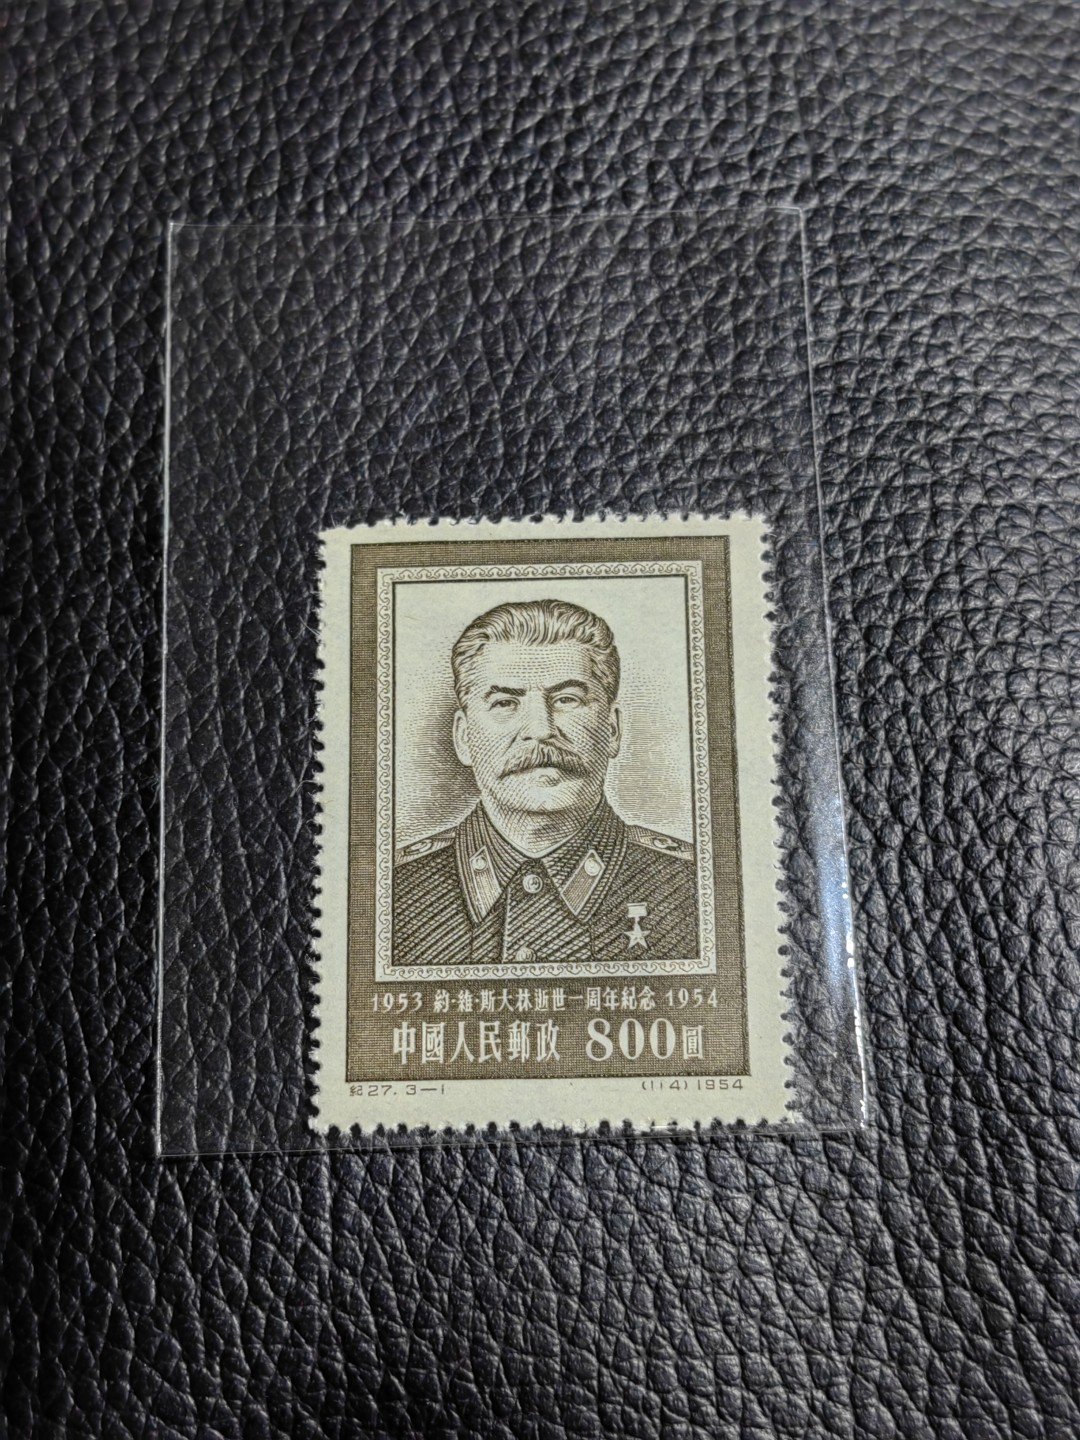 1953 約·維·斯大林逝世一周年紀念 1954
中國人民郵政 800圓
紀27. 3—1 (114) 1954